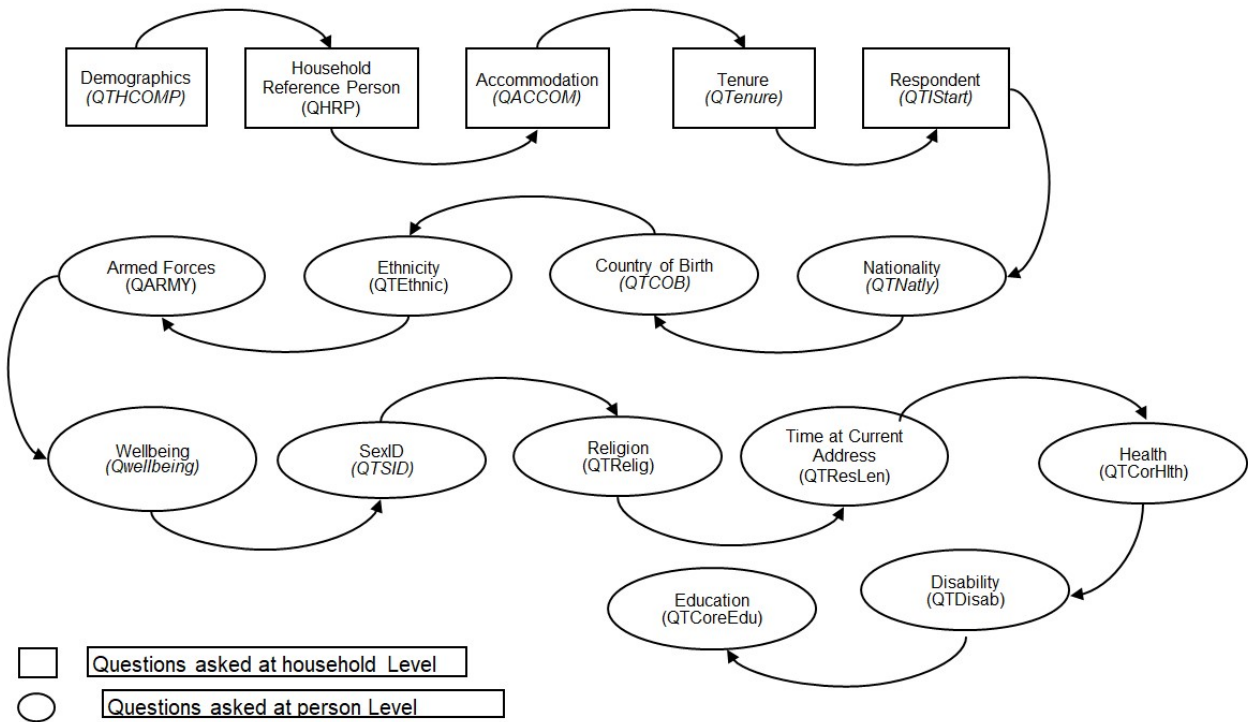 Demographics
(QTHCOMP)
Household
Reference Person
(QHRP)
Accommodation
(QACCOM)
Tenure
(QTenure)
Respondent
(QTIStart)
Armed Forces
(QARMY)
Ethnicity
(QTEthnic)
Country of Birth
(QTCOB)
Nationality
(QTNatly)
Wellbeing
(Qwellbeing)
SexID
(QTSID)
Religion
(QTRelig)
Time at Current
Address
(QTResLen)
Health
(QTCorHlth)
Education
(QTCoreEdu)
Disability
(QTDisab)
Questions asked at household Level
Questions asked at person Level